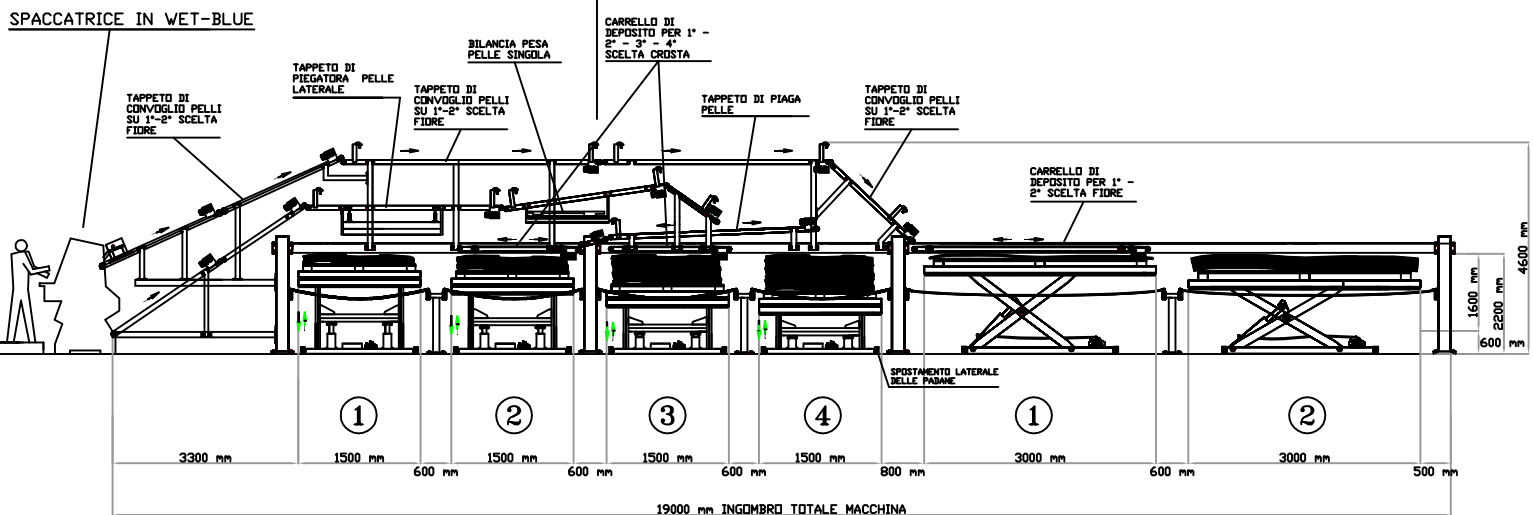 SPACCATRICE IN WET-BLUE
TAPPETO DI
CONVOGLIO PELLI
SU 1°-2° SCELTA
FIORE
TAPPETO DI
PIEGATORA PELLE
LATERALE
TAPPETO DI
CONVOGLIO PELLI
SU 1°-2° SCELTA
FIORE
BILANCIA PESA
PELLE SINGOLA
CARRELLO DI
DEPOSITO PER 1° -
2° - 3° - 4°
SCELTA CROSTA
TAPPETO DI PIAGA
PELLE
TAPPETO DI
CONVOGLIO PELLI
SU 1°-2° SCELTA
FIORE
CARRELLO DI
DEPOSITO PER 1° -
2° SCELTA FIORE
4600 mm
1600 mm
2200 mm
600 mm
SPOSTAMENTO LATERALE
DELLE PADANE
1
2
3
4
1
2
3300 mm
1500 mm
600 mm
1500 mm
600 mm
1500 mm
600 mm
1500 mm
800 mm
3000 mm
600 mm
3000 mm
500 mm
19000 mm INGOMBRO TOTALE MACCHINA